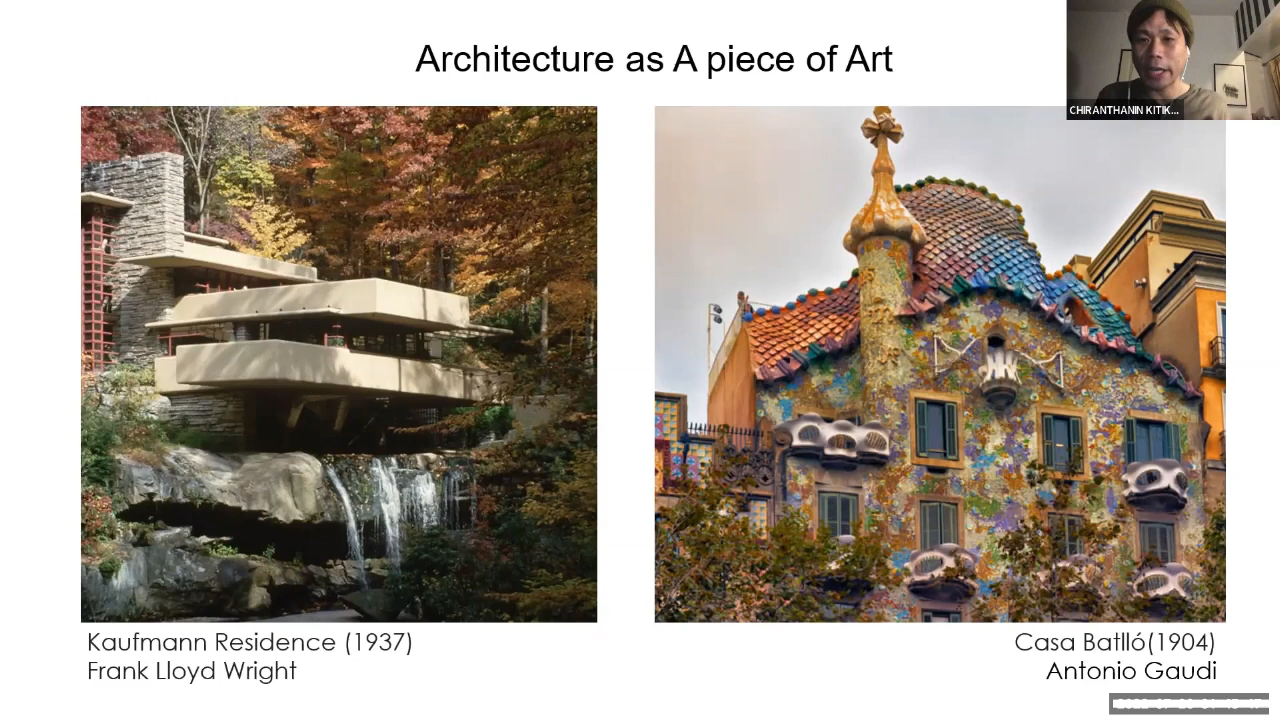 Architecture as A piece of Art
CHIRANTHANIN KITIK...
Kaufmann Residence (1937)
Frank Lloyd Wright
Casa Batlló(1904)
Antonio Gaudi